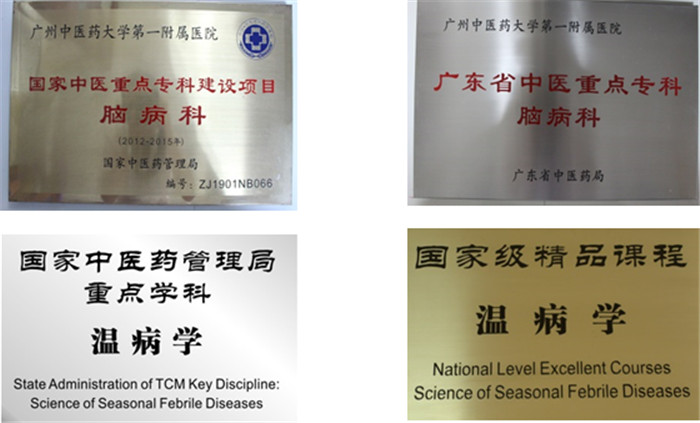 广州中医药大学第一附属医院
国家中医重点专科建设项目
脑病科
(2012-2015年)
国家中医药管理局
编号：ZJ1901NB066
广州中医药大学第一附属医院
广东省中医重点专科
脑病科
广东省中医药局
国家中医药管理局
重点学科
温病学
State Administration of TCM Key Discipline:
Science of Seasonal Febrile Diseases
国家级精品课程
温病学
National Level Excellent Courses
Science of Seasonal Febrile Diseases